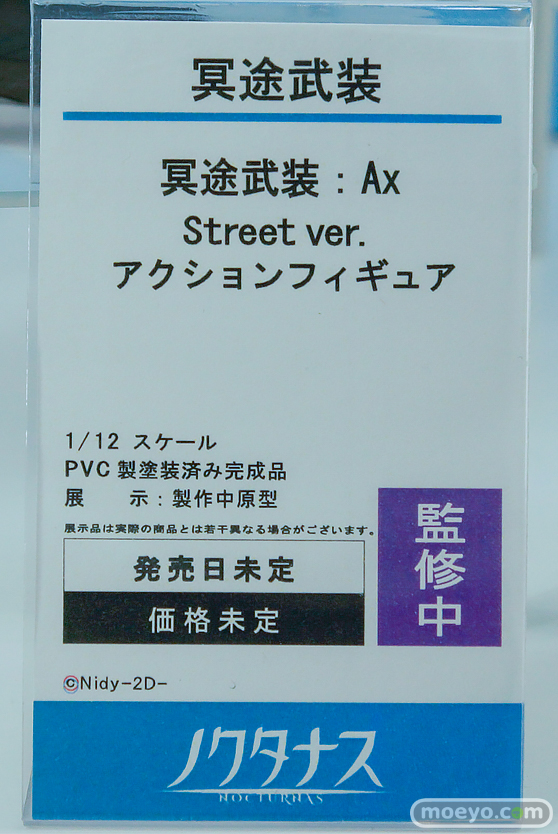 冥途武装
冥途武装：Ax
Street ver.
アクションフィギュア
1/12 スケール
PVC製塗装済み完成品
展　示：製作中原型
展示品は実際の商品とは若干異なる場合がございます。
発売日未定
価格未定
監修中
©Nidy-2D-
ノクターナス
NOCTURNAS
moeyo.com